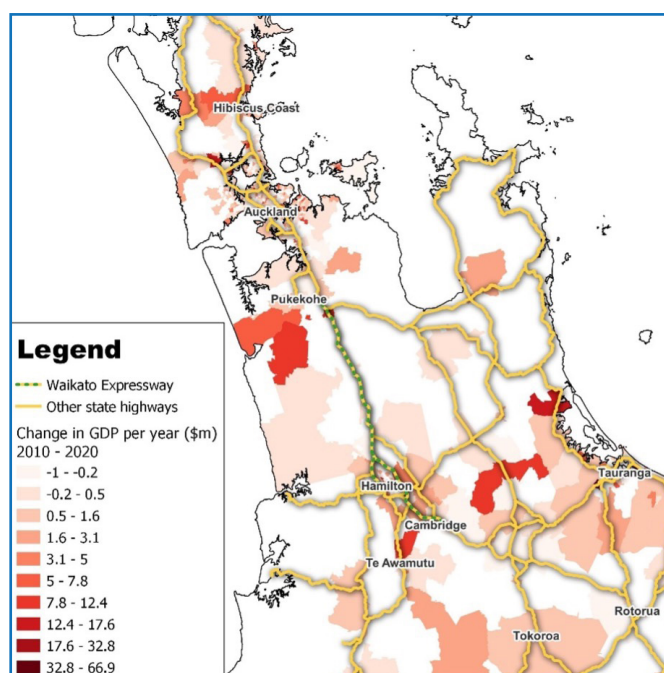 Hibiscus Coast
Auckland
Pukekohe
Legend
Waikato Expressway
Other state highways
Change in GDP per year ($m)
2010 - 2020
-1 - -0.2
-0.2 - 0.5
0.5 - 1.6
1.6 - 3.1
3.1 - 5
5 - 7.8
7.8 - 12.4
12.4 - 17.6
17.6 - 32.8
32.8 - 66.9
Hamilton
Tauranga
Cambridge
Te Awamutu
Rotorua
Tokoroa